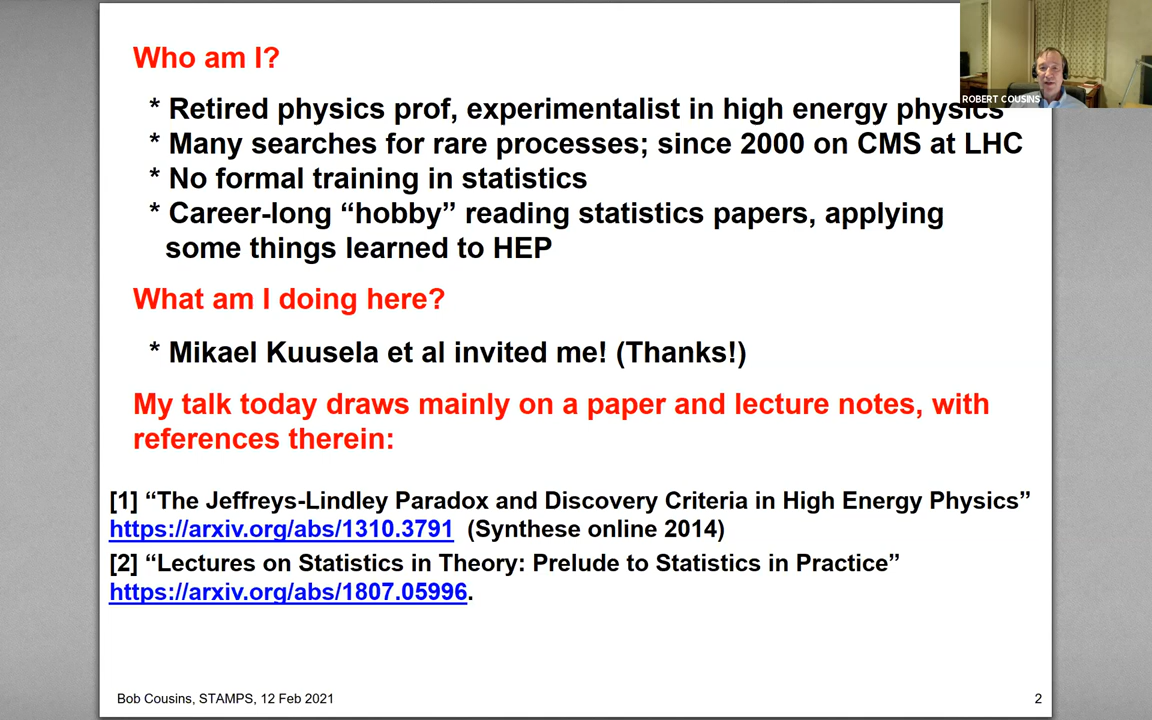 Who am I?
* Retired physics prof, experimentalist in high energy physics
* Many searches for rare processes; since 2000 on CMS at LHC
* No formal training in statistics
* Career-long “hobby” reading statistics papers, applying
some things learned to HEP
What am I doing here?
* Mikael Kuusela et al invited me! (Thanks!)
My talk today draws mainly on a paper and lecture notes, with
references therein:
[1] “The Jeffreys-Lindley Paradox and Discovery Criteria in High Energy Physics”
https://arxiv.org/abs/1310.3791 (Synthese online 2014)
[2] “Lectures on Statistics in Theory: Prelude to Statistics in Practice”
https://arxiv.org/abs/1807.05996.
Bob Cousins, STAMPS, 12 Feb 2021
2
ROBERT COUSINS